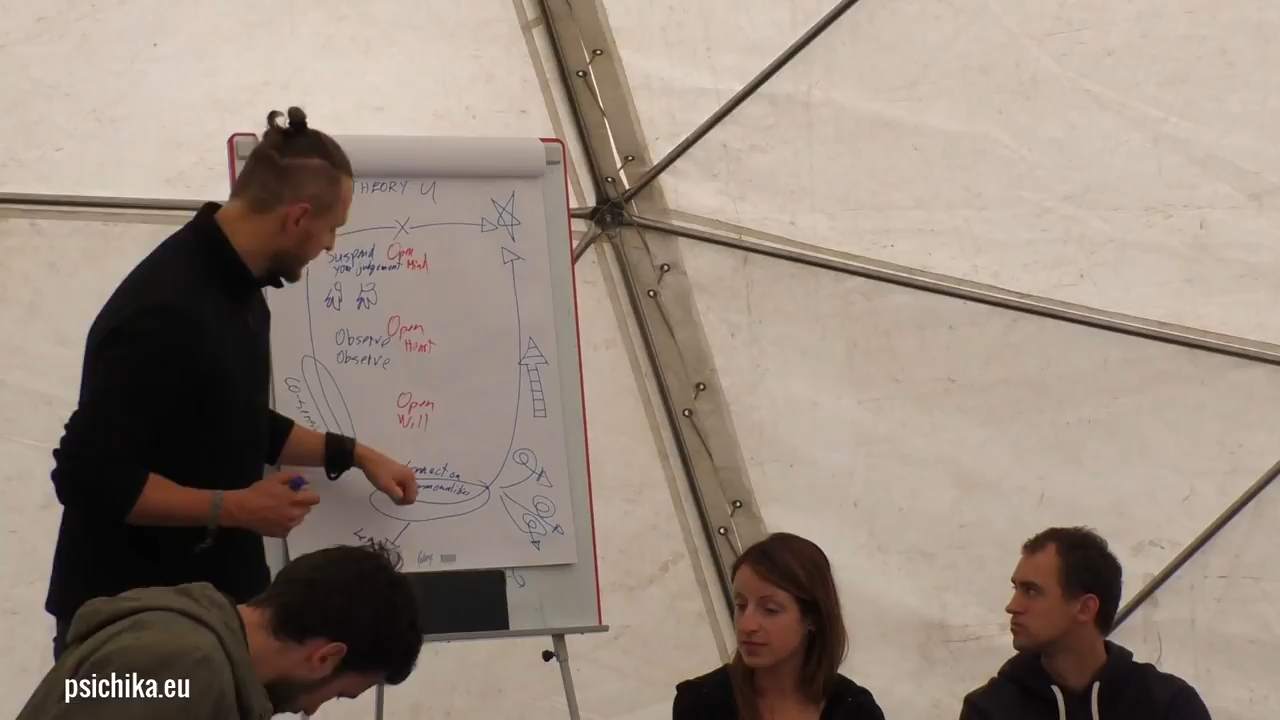 THEORY U
X
Suspend Open
your judgement Mind
Open
Observe Heart
Observe
Open
Will
psichika.eu